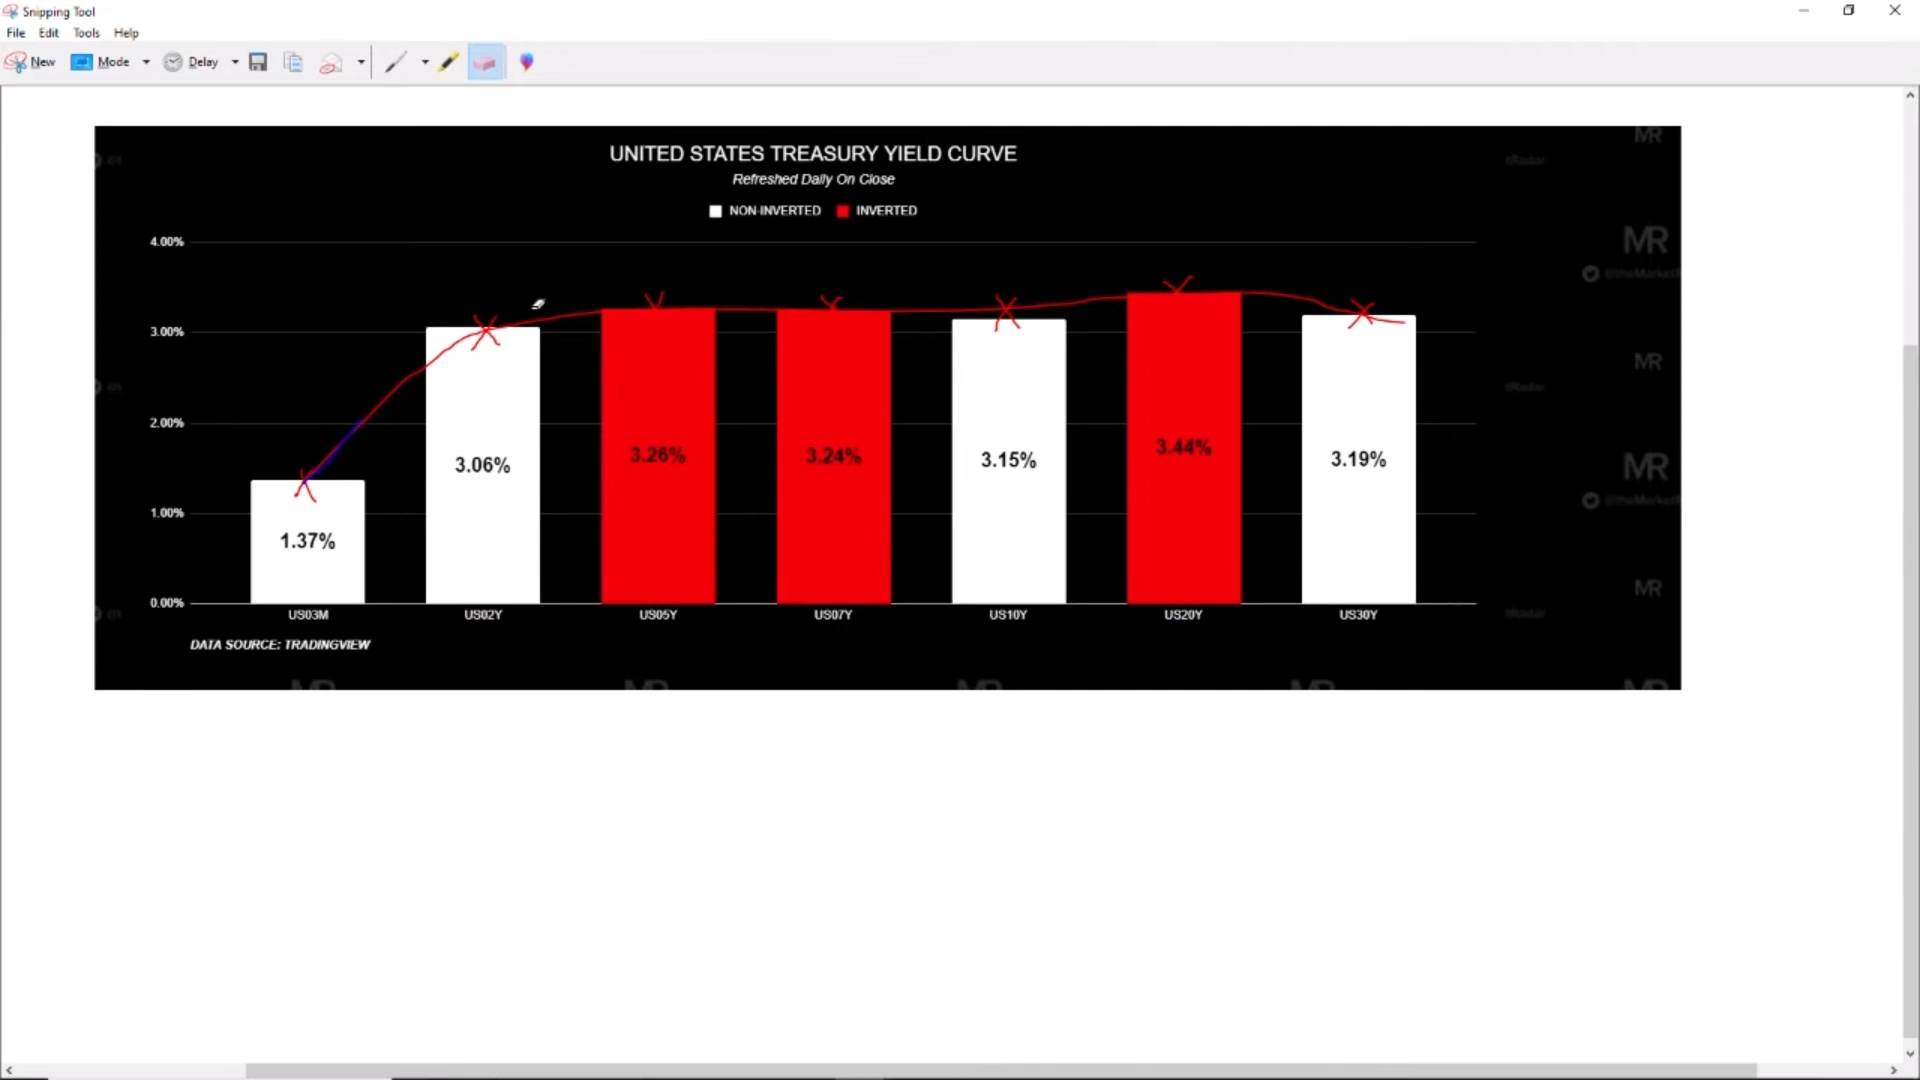 Snipping Tool
File Edit Tools Help
New Mode Delay
UNITED STATES TREASURY YIELD CURVE
Refreshed Daily On Close
NON-INVERTED INVERTED
4.00%
3.00%
2.00%
1.00%
0.00%
1.37%
3.06%
3.26%
3.24%
3.15%
3.44%
3.19%
US03M US02Y US05Y US07Y US10Y US20Y US30Y
DATA SOURCE: TRADINGVIEW
MR
MR
MR
MR
MR